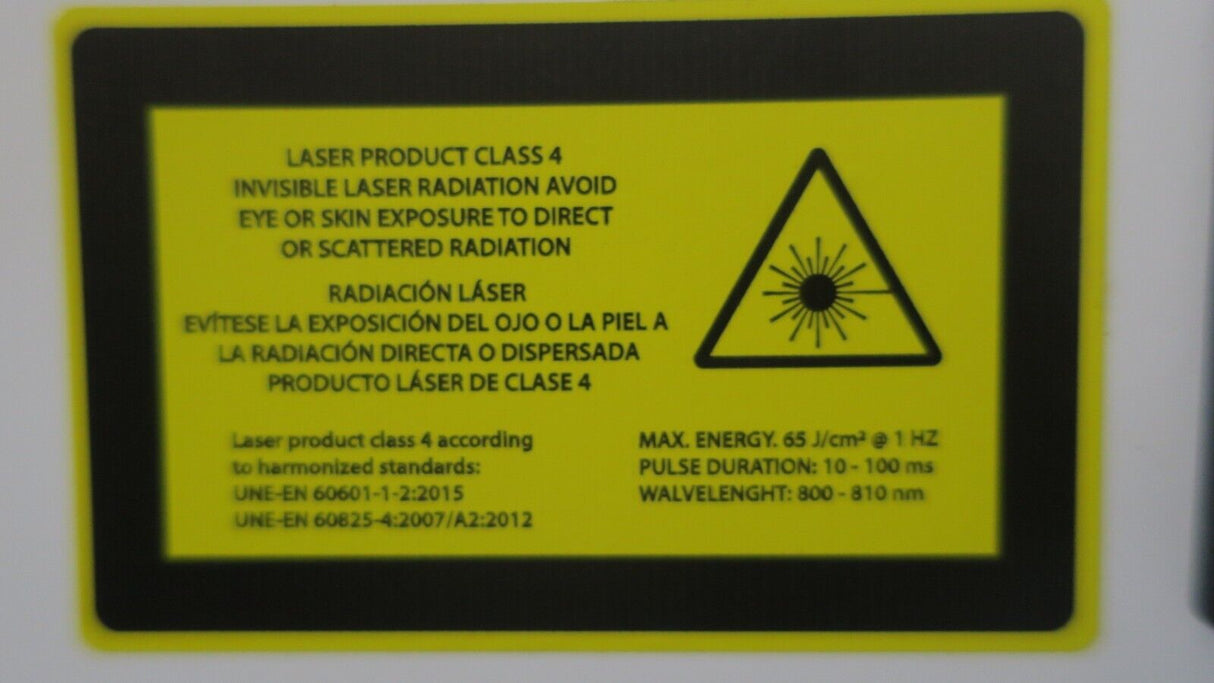 LASER PRODUCT CLASS 4
INVISIBLE LASER RADIATION AVOID
EYE OR SKIN EXPOSURE TO DIRECT
OR SCATTERED RADIATION
RADIACIÓN LÁSER
EVÍTESE LA EXPOSICIÓN DEL OJO O LA PIEL A
LA RADIACIÓN DIRECTA O DISPERSADA
PRODUCTO LÁSER DE CLASE 4
Laser product class 4 according
to harmonized standards:
UNE-EN 60601-1-2:2015
UNE-EN 60825-4:2007/A2:2012
MAX. ENERGY. 65 J/cm² @ 1 HZ
PULSE DURATION: 10 - 100 ms
WALVELENGHT: 800 - 810 nm